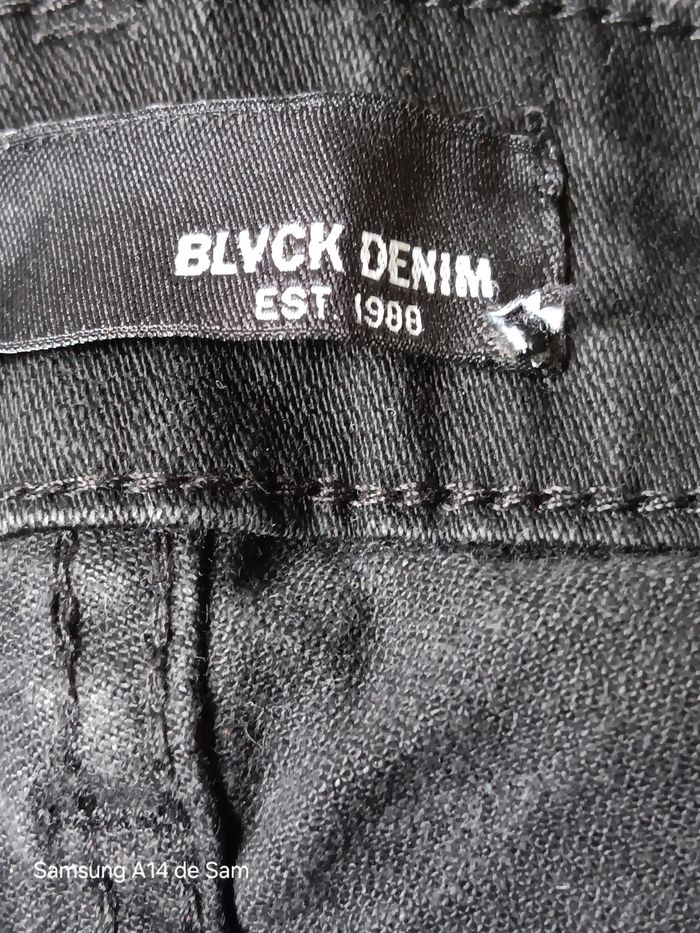 BLVCK DENIM
EST 1988
Samsung A14 de Sam